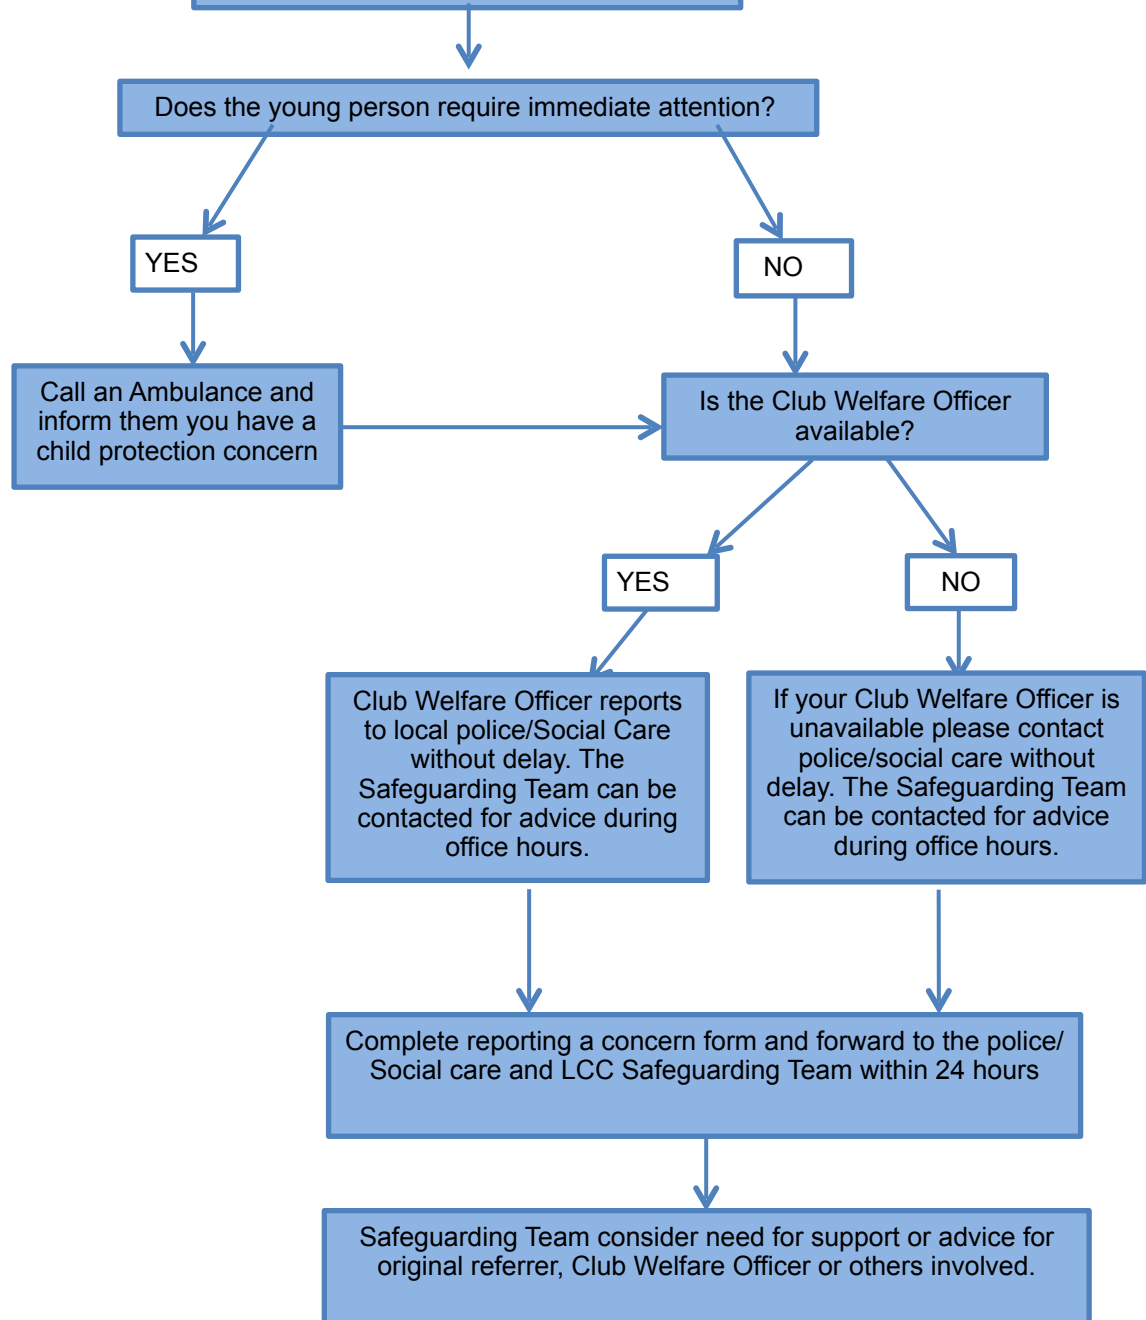 Does the young person require immediate attention?
YES
NO
Call an Ambulance and
inform them you have a
child protection concern
Is the Club Welfare Officer
available?
YES
NO
Club Welfare Officer reports
to local police/Social Care
without delay. The
Safeguarding Team can be
contacted for advice during
office hours.
If your Club Welfare Officer is
unavailable please contact
police/social care without
delay. The Safeguarding Team
can be contacted for advice
during office hours.
Complete reporting a concern form and forward to the police/
Social care and LCC Safeguarding Team within 24 hours
Safeguarding Team consider need for support or advice for
original referrer, Club Welfare Officer or others involved.